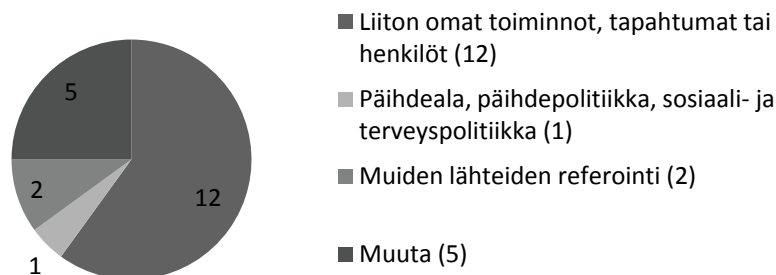 Liiton omat toiminnot, tapahtumat tai
henkilöt (12)
Päihdeala, päihdepolitiikka, sosiaali- ja
terveyspolitiikka (1)
Muiden lähteiden referointi (2)
Muuta (5)
5
2
12
1